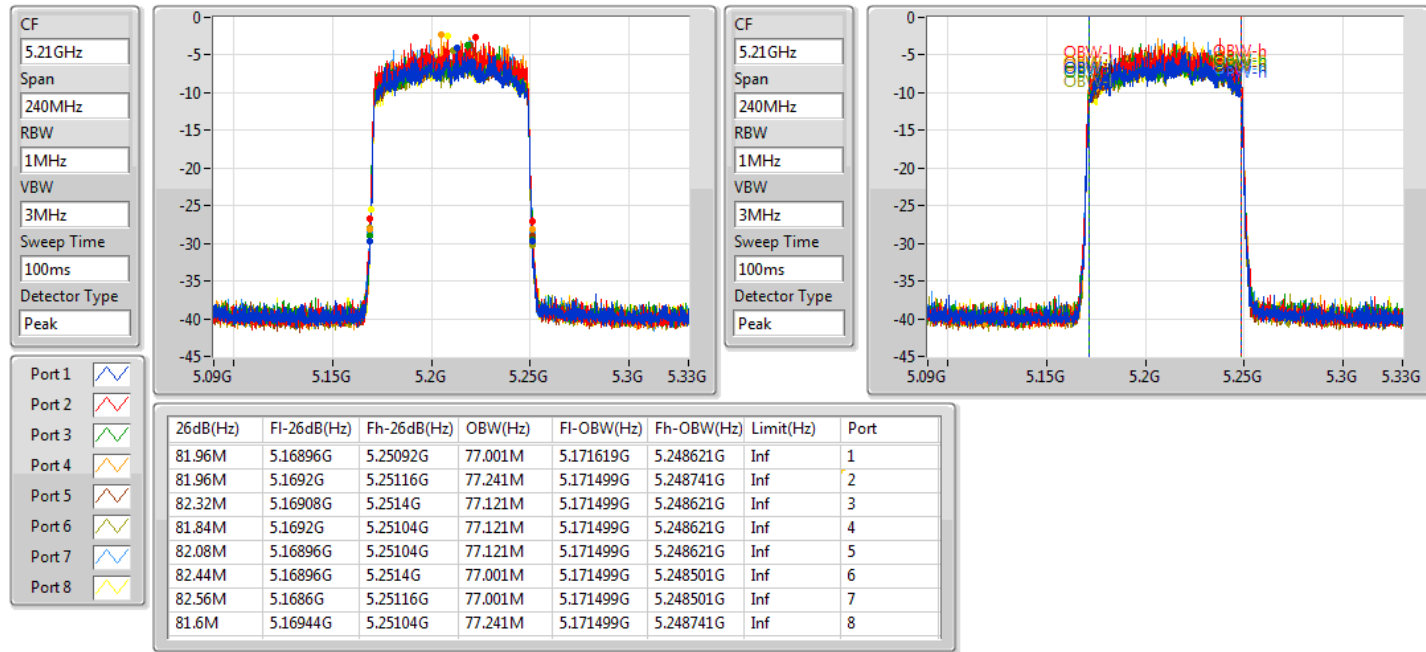 CF
5.21GHz
Span
240MHz
RBW
1MHz
VBW
3MHz
Sweep Time
100ms
Detector Type
Peak
0
-5
-10
-15
-20
-25
-30
-35
-40
-45
5.09G 5.15G 5.2G 5.25G 5.3G 5.33G
CF
5.21GHz
Span
240MHz
RBW
1MHz
VBW
3MHz
Sweep Time
100ms
Detector Type
Peak
0
-5
-10
-15
-20
-25
-30
-35
-40
-45
OBW-l OBW-h
5.09G 5.15G 5.2G 5.25G 5.3G 5.33G
Port 1
Port 2
Port 3
Port 4
Port 5
Port 6
Port 7
Port 8
26dB(Hz) Fl-26dB(Hz) Fh-26dB(Hz) OBW(Hz) Fl-OBW(Hz) Fh-OBW(Hz) Limit(Hz) Port
81.96M 5.16896G 5.25092G 77.001M 5.171619G 5.248621G Inf 1
81.96M 5.1692G 5.25116G 77.241M 5.171499G 5.248741G Inf 2
82.32M 5.16908G 5.2514G 77.121M 5.171499G 5.248621G Inf 3
81.84M 5.1692G 5.25104G 77.121M 5.171499G 5.248621G Inf 4
82.08M 5.16896G 5.25104G 77.121M 5.171499G 5.248621G Inf 5
82.44M 5.16896G 5.2514G 77.001M 5.171499G 5.248501G Inf 6
82.56M 5.1686G 5.25116G 77.001M 5.171499G 5.248501G Inf 7
81.6M 5.16944G 5.25104G 77.241M 5.171499G 5.248741G Inf 8